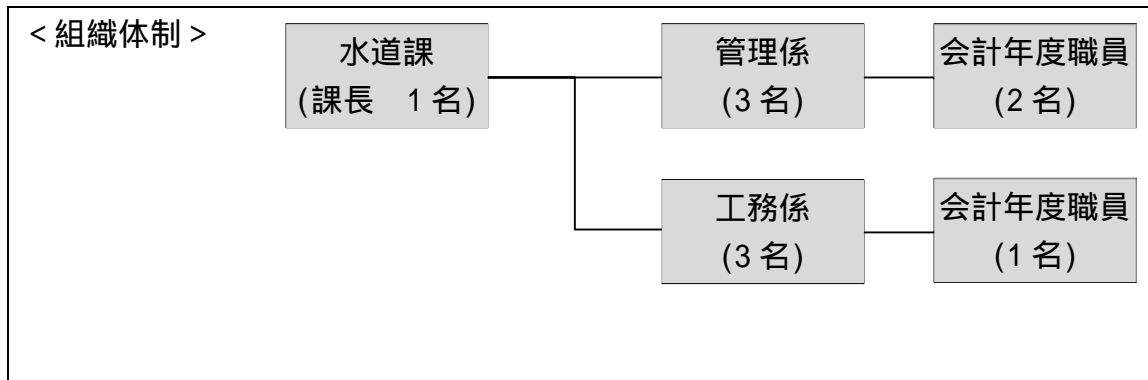 <組織体制>
水道課
(課長　1名)
管理係
(3名)
会計年度職員
(2名)
工務係
(3名)
会計年度職員
(1名)